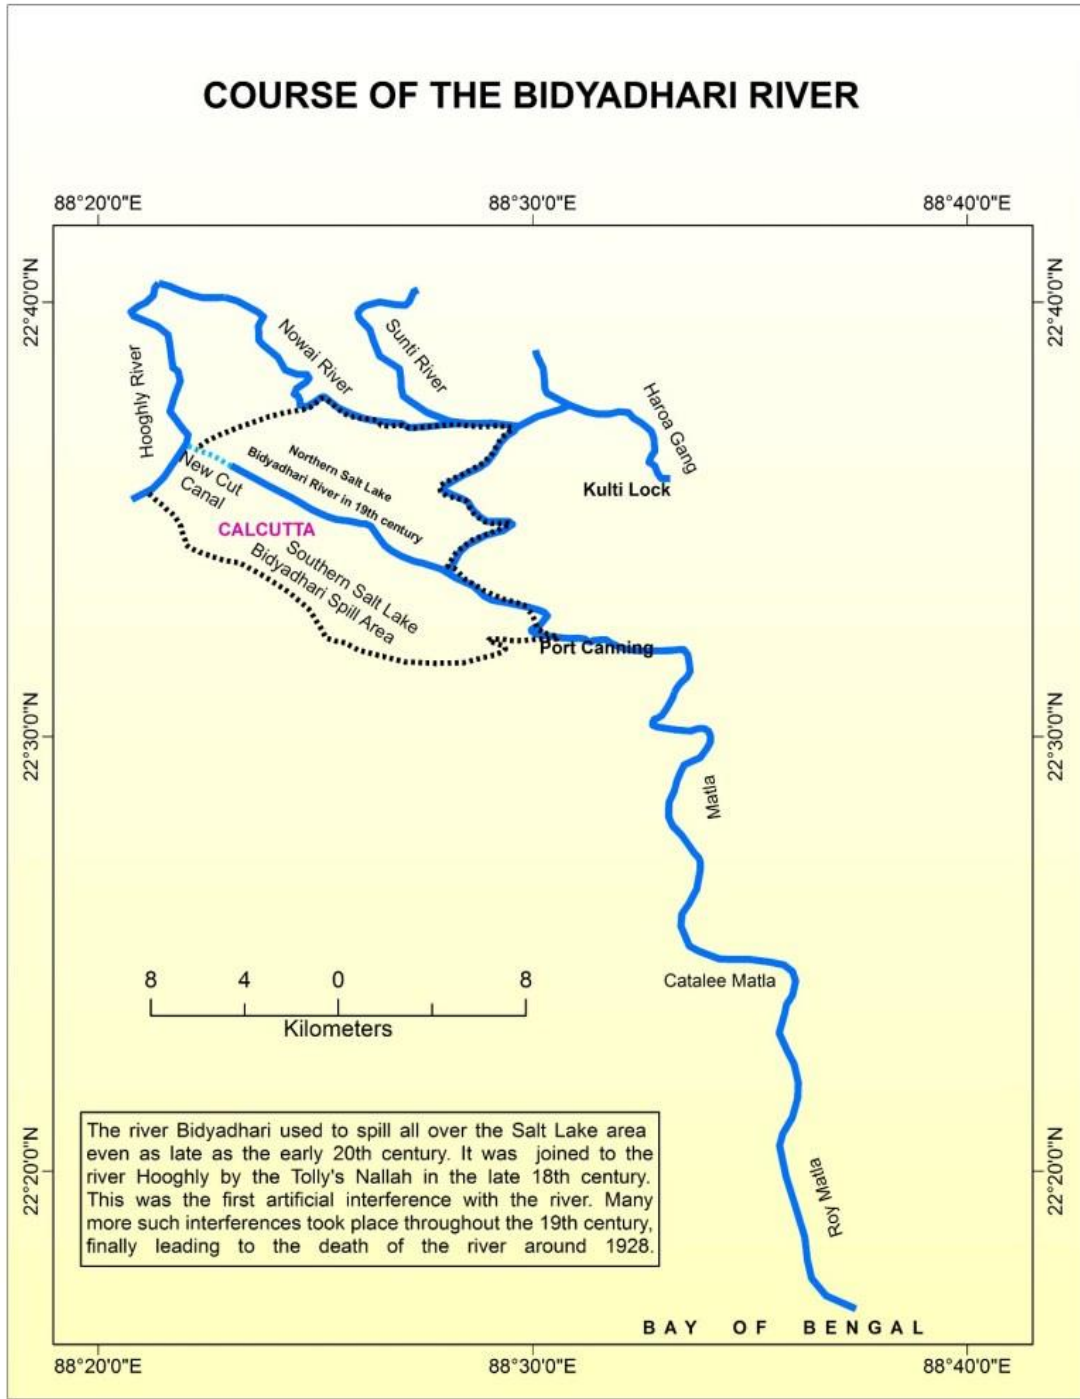 COURSE OF THE BIDYADHARI RIVER
88°20'0"E
88°30'0"E
88°40'0"E
22°40'0"N
22°40'0"N
Hooghly River
Nowai River
Sunti River
Haroa Gang
Kulti Lock
Northern Salt Lake
Bidyadhari River in 19th century
New Cut
Canal
CALCUTTA
Southern Salt Lake
Bidyadhari Spill Area
Port Canning
22°30'0"N
22°30'0"N
Matla
Catalee Matla
8 4 0 8
Kilometers
The river Bidyadhari used to spill all over the Salt Lake area
even as late as the early 20th century. It was joined to the
river Hooghly by the Tolly's Nallah in the late 18th century.
This was the first artificial interference with the river. Many
more such interferences took place throughout the 19th century,
finally leading to the death of the river around 1928.
22°20'0"N
22°20'0"N
Roy Matla
BAY OF BENGAL
88°20'0"E
88°30'0"E
88°40'0"E